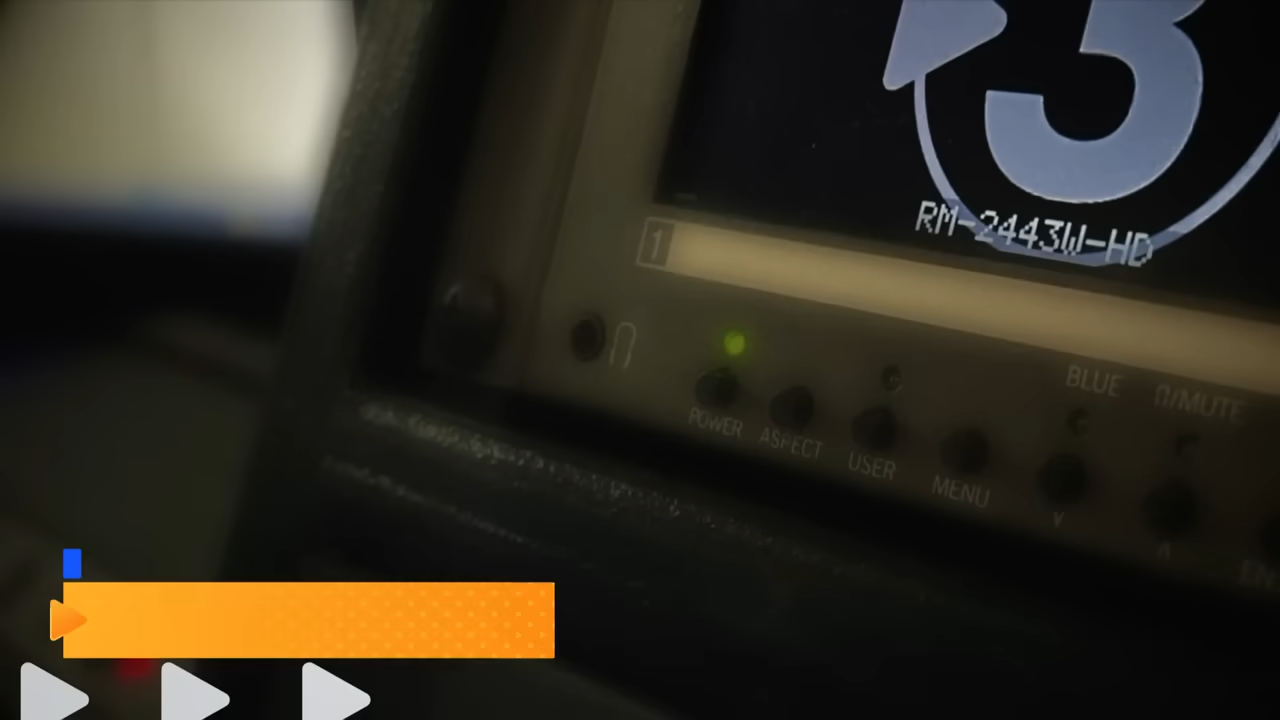 3
RM-2443W-HD
1
BLUE Ω/MUTE
POWER ASPECT USER MENU